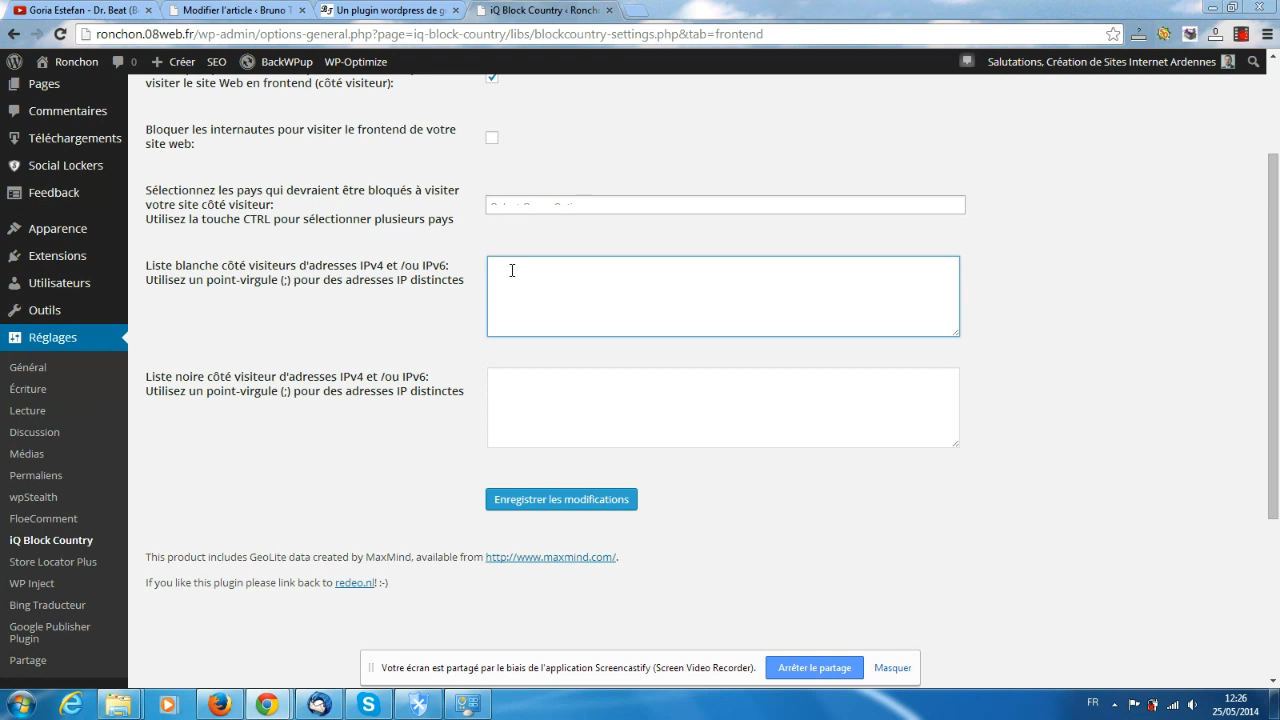 Goria Estefan - Dr. Beat (B
Modifier l'article ‹ Bruno T
Un plugin wordpress de g
iQ Block Country ‹ Ronch
ronchon.08web.fr/wp-admin/options-general.php?page=iq-block-country/libs/blockcountry-settings.php&tab=frontend
Ronchon
0
Créer
SEO
BackWPup
WP-Optimize
Salutations, Création de Sites Internet Ardennes
Pages
Commentaires
Téléchargements
Social Lockers
Feedback
Apparence
Extensions
Utilisateurs
Outils
Réglages
Général
Écriture
Lecture
Discussion
Médias
Permaliens
wpStealth
FloeComment
iQ Block Country
Store Locator Plus
WP Inject
Bing Traducteur
Google Publisher
Plugin
Partage
visiter le site Web en frontend (côté visiteur):
Bloquer les internautes pour visiter le frontend de votre
site web:
Sélectionnez les pays qui devraient être bloqués à visiter
votre site côté visiteur:
Utilisez la touche CTRL pour sélectionner plusieurs pays
Liste blanche côté visiteurs d'adresses IPv4 et /ou IPv6:
Utilisez un point-virgule (;) pour des adresses IP distinctes
Liste noire côté visiteur d'adresses IPv4 et /ou IPv6:
Utilisez un point-virgule (;) pour des adresses IP distinctes
Enregistrer les modifications
This product includes GeoLite data created by MaxMind, available from http://www.maxmind.com/.
If you like this plugin please link back to redeo.nl! :-)
Votre écran est partagé par le biais de l'application Screencastify (Screen Video Recorder).
Arrêter le partage
Masquer
FR
12:26
25/05/2014